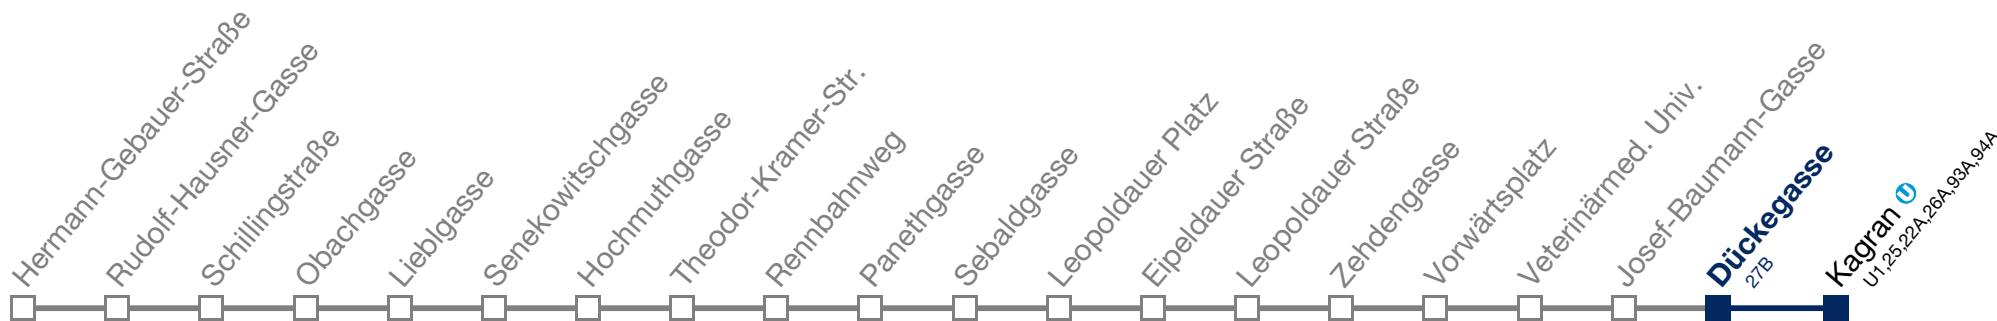 Hermann-Gebauer-Straße
Rudolf-Hausner-Gasse
Schillingstraße
Obachgasse
Lieblgasse
Senekowitschgasse
Hochmuthgasse
Theodor-Kramer-Str.
Rennbahnweg
Panethgasse
Sebaldgasse
Leopoldauer Platz
Eipeldauer Straße
Leopoldauer Straße
Zehdengasse
Vorwärtsplatz
Veterinärmed. Univ.
Josef-Baumann-Gasse
Dückegasse
27B
Kagran U
U1,25,22A,26A,93A,94A